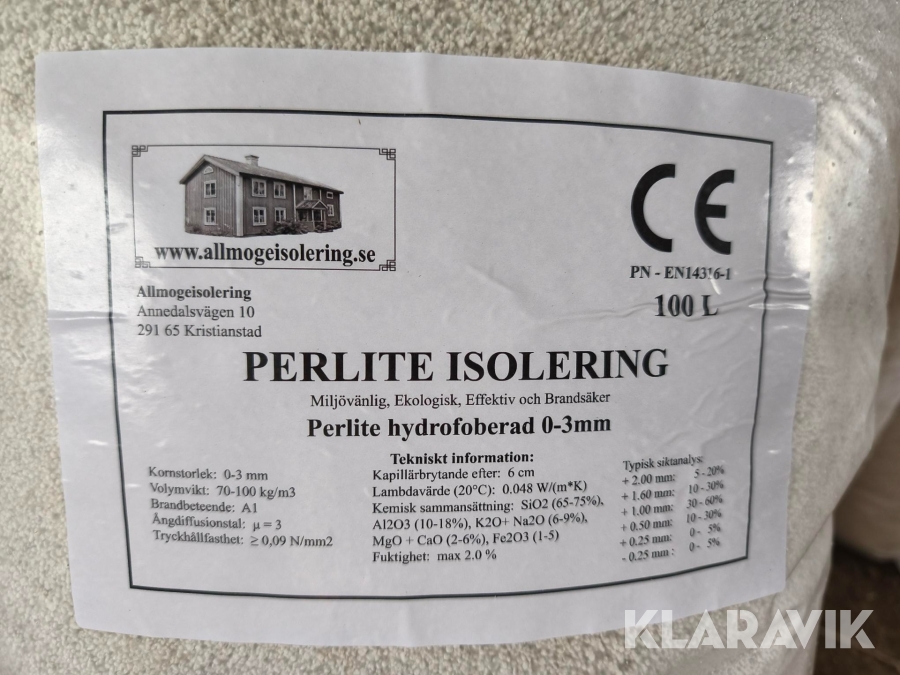 www.allmogeisolering.se
CE
PN - EN14316-1
100 L
Allmogeisolering
Annedalsvägen 10
291 65 Kristianstad
PERLITE ISOLERING
Miljövänlig, Ekologisk, Effektiv och Brandsäker
Perlite hydrofoberad 0-3mm
Kornstorlek: 0-3 mm
Volymvikt: 70-100 kg/m3
Brandbeteende: A1
Ångdiffusionstal: μ = 3
Tryckhållfasthet: ≥ 0,09 N/mm2
Tekniskt information:
Kapillärbrytande efter: 6 cm
Lambdavärde (20°C): 0.048 W/(m*K)
Kemisk sammansättning: SiO2 (65-75%),
Al2O3 (10-18%), K2O+ Na2O (6-9%),
MgO + CaO (2-6%), Fe2O3 (1-5)
Fuktighet: max 2.0 %
Typisk siktanalys:
+ 2.00 mm: 5 - 20%
+ 1.60 mm: 10 - 30%
+ 1.00 mm: 30 - 60%
+ 0.50 mm: 10 - 30%
+ 0.25 mm: 0 - 5%
- 0.25 mm : 0 - 5%
KLARAVIK